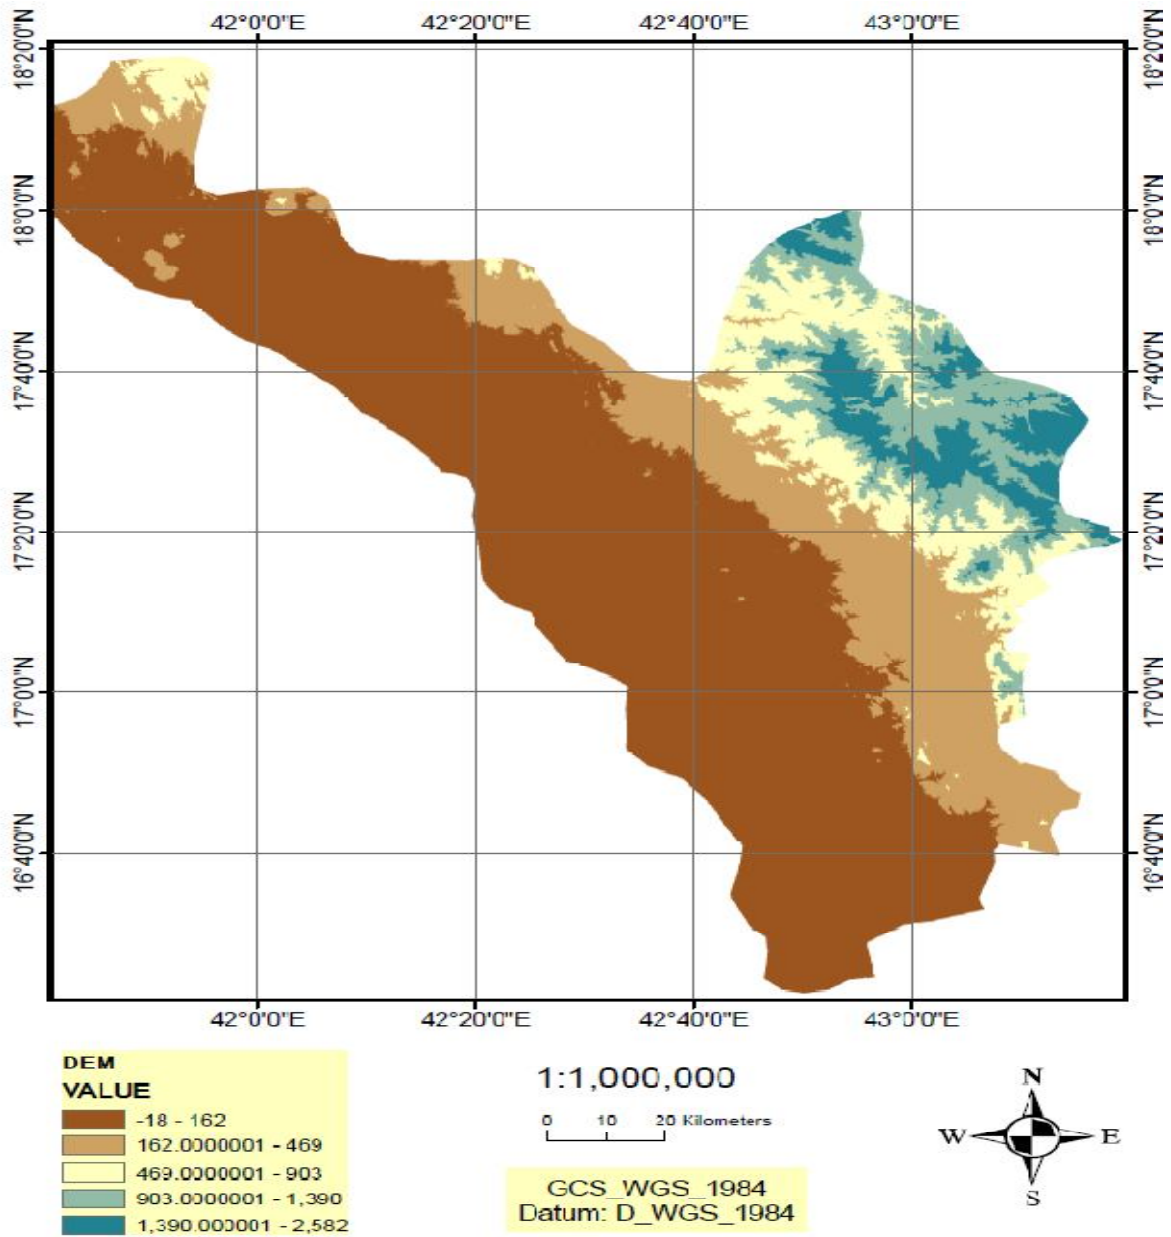 42°0'0"E 42°20'0"E 42°40'0"E 43°0'0"E
18°20'0"N 18°20'0"N
18°0'0"N 18°0'0"N
17°40'0"N 17°40'0"N
17°20'0"N 17°20'0"N
17°0'0"N 17°0'0"N
16°40'0"N 16°40'0"N
42°0'0"E 42°20'0"E 42°40'0"E 43°0'0"E
DEM
VALUE
-18 - 162
162.0000001 - 469
469.0000001 - 903
903.0000001 - 1,390
1,390.000001 - 2,582
1:1,000,000
0 10 20 Kilometers
GCS_WGS_1984
Datum: D_WGS_1984
N
W E
S